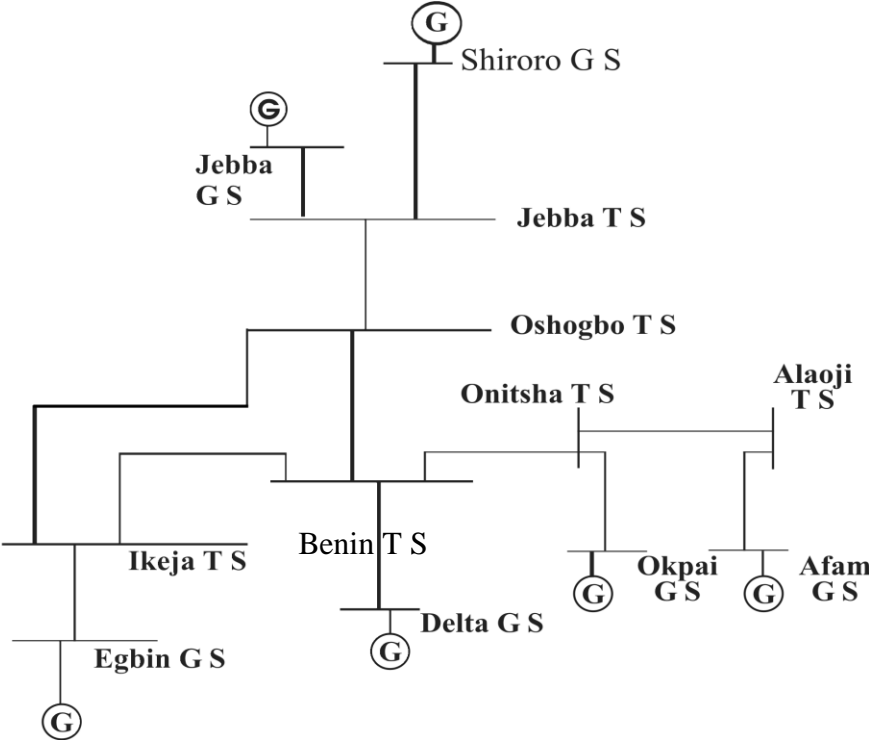 G
Shiroro G S
G
Jebba
G S
Jebba T S
Oshogbo T S
Onitsha T S
Alaoji
T S
Benin T S
Ikeja T S
Okpai
G S
Afam
G S
G
G
Delta G S
G
Egbin G S
G